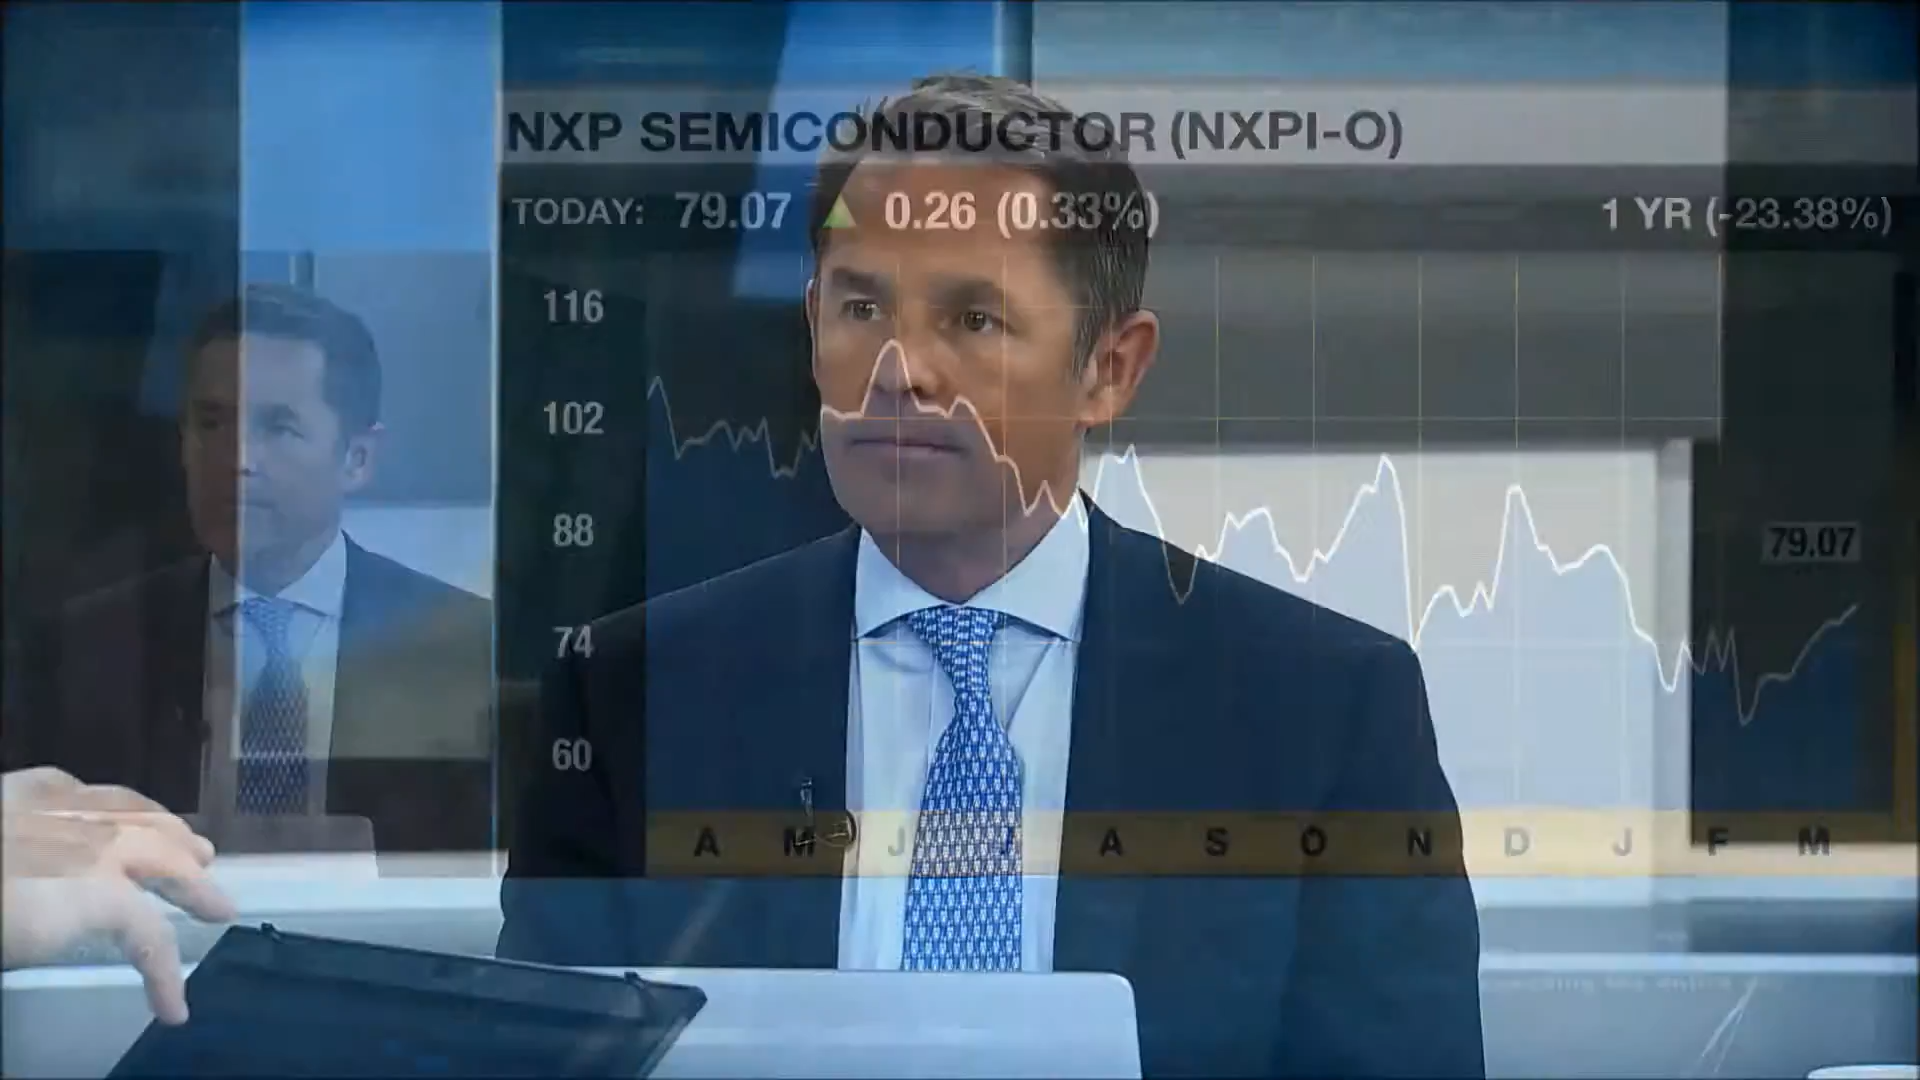 NXP SEMICONDUCTOR (NXPI-O)
TODAY: 79.07 ▲ 0.26 (0.33%) 1 YR (-23.38%)
116
102
88
79.07
74
60
A M J J A S O N D J F M